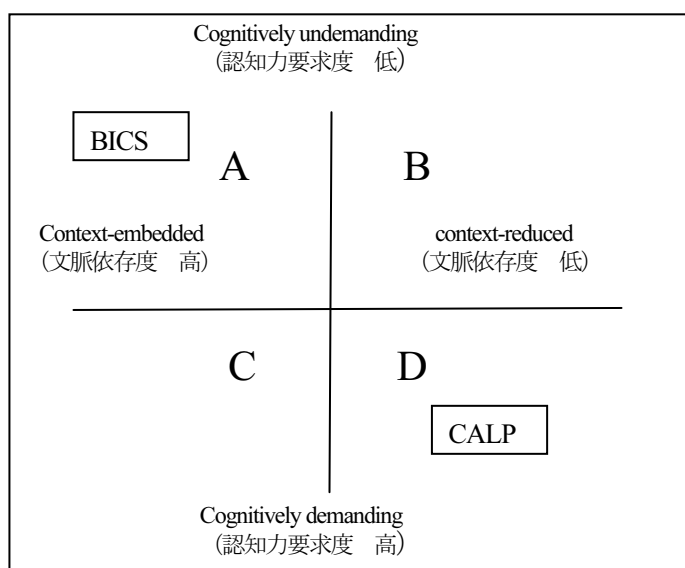 Cognitively undemanding
(認知力要求度　低)
BICS
A
B
Context-embedded
(文脈依存度　高)
context-reduced
(文脈依存度　低)
C
D
CALP
Cognitively demanding
(認知力要求度　高)